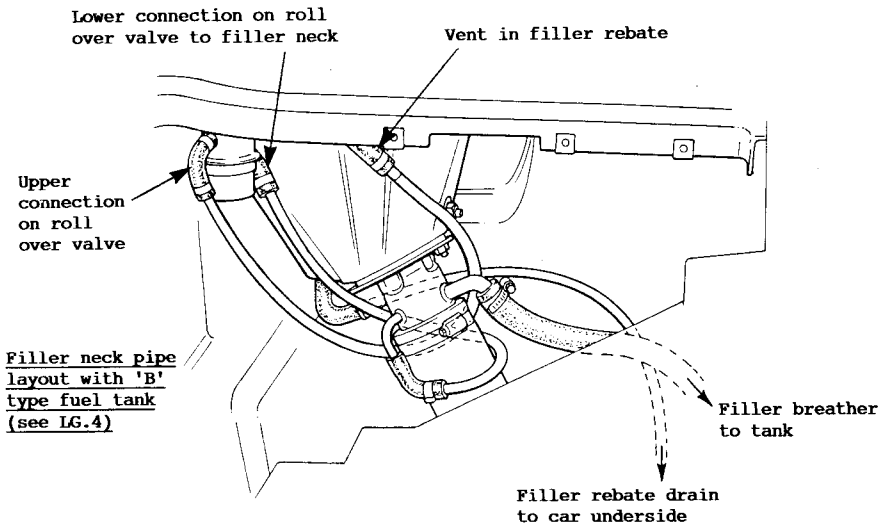 Lower connection on roll
over valve to filler neck
Vent in filler rebate
Upper
connection
on roll
over valve
Filler neck pipe
layout with 'B'
type fuel tank
(see LG.4)
Filler breather
to tank
Filler rebate drain
to car underside